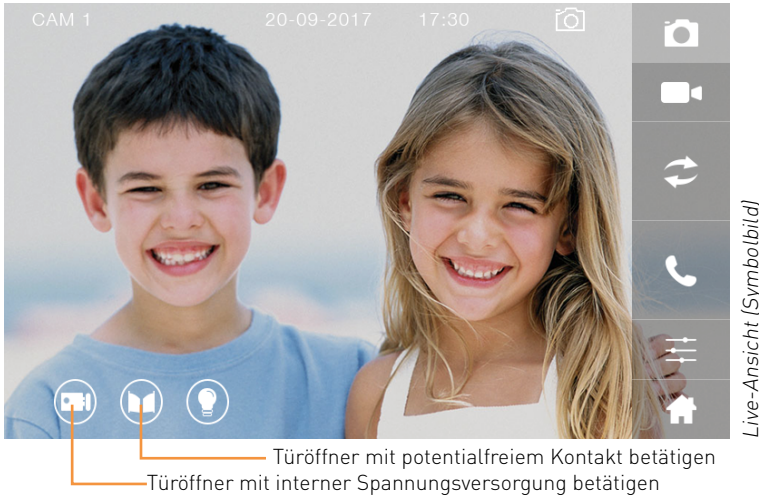 CAM 1 20-09-2017 17:30
Live-Ansicht (Symbolbild)
Türöffner mit potentialfreiem Kontakt betätigen
Türöffner mit interner Spannungsversorgung betätigen